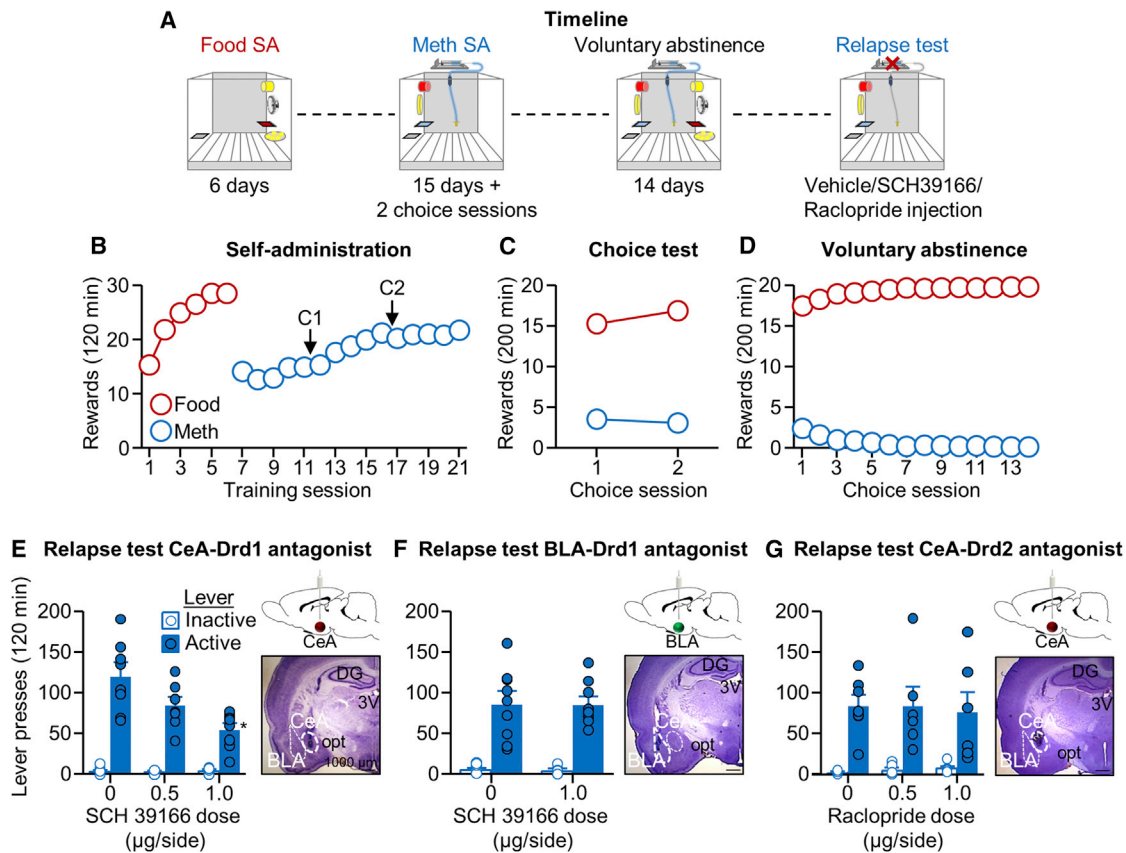 A
Timeline
Food SA
Meth SA
Voluntary abstinence
Relapse test
6 days
15 days +
2 choice sessions
14 days
Vehicle/SCH39166/
Raclopride injection
B
Self-administration
Rewards (120 min)
30
20
10
0
C1
C2
Food
Meth
1 3 5 7 9 11 13 15 17 19 21
Training session
C
Choice test
Rewards (200 min)
20
15
10
5
0
1 2
Choice session
D
Voluntary abstinence
Rewards (200 min)
20
15
10
5
0
1 3 5 7 9 11 13
Choice session
E Relapse test CeA-Drd1 antagonist
Lever presses (120 min)
200
150
100
50
0
Lever
Inactive
Active
*
0 0.5 1.0
SCH 39166 dose
(µg/side)
CeA
DG
3V
CeA
opt
BLA
1000 µm
F Relapse test BLA-Drd1 antagonist
200
150
100
50
0
0 1.0
SCH 39166 dose
(µg/side)
BLA
DG
3V
CeA
opt
BLA
G Relapse test CeA-Drd2 antagonist
200
150
100
50
0
0 0.5 1.0
Raclopride dose
(µg/side)
CeA
DG
3V
CeA
opt
BLA